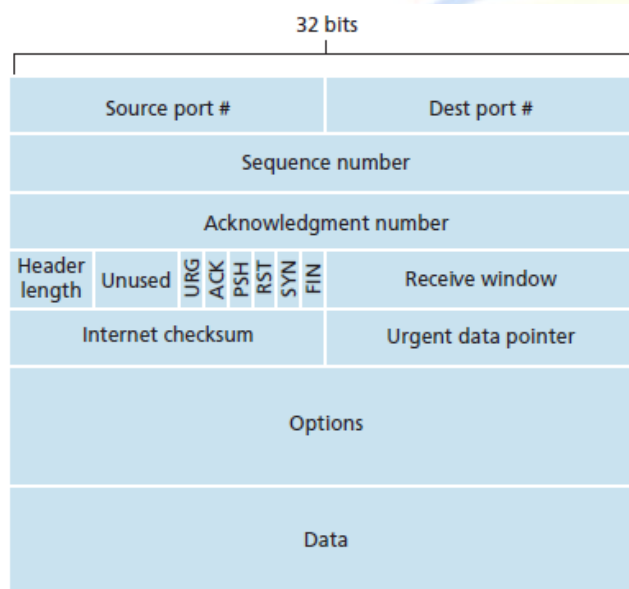 32 bits
Source port # Dest port #
Sequence number
Acknowledgment number
Header length Unused URG ACK PSH RST SYN FIN Receive window
Internet checksum Urgent data pointer
Options
Data